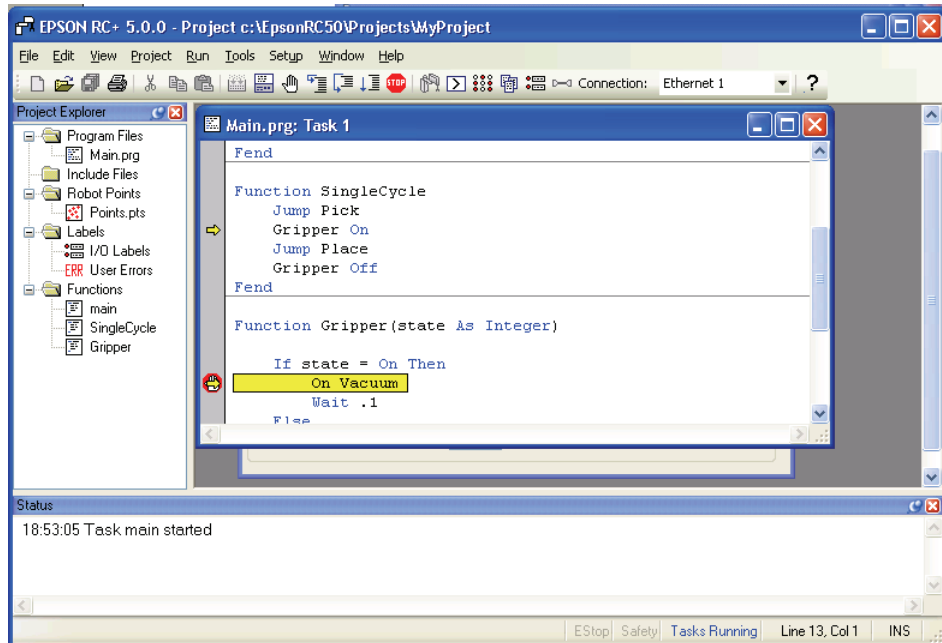 EPSON RC+ 5.0.0 - Project c:\EpsonRC50\Projects\MyProject
File Edit View Project Run Tools Setup Window Help
STOP Connection: Ethernet 1 ?
Project Explorer
Program Files
Main.prg
Include Files
Robot Points
Points.pts
Labels
I/O Labels
ERR User Errors
Functions
main
SingleCycle
Gripper
Main.prg: Task 1
Fend
Function SingleCycle
Jump Pick
Gripper On
Jump Place
Gripper Off
Fend
Function Gripper(state As Integer)
If state = On Then
On Vacuum
Wait .1
Else
Status
18:53:05 Task main started
EStop Safety Tasks Running Line 13, Col 1 INS